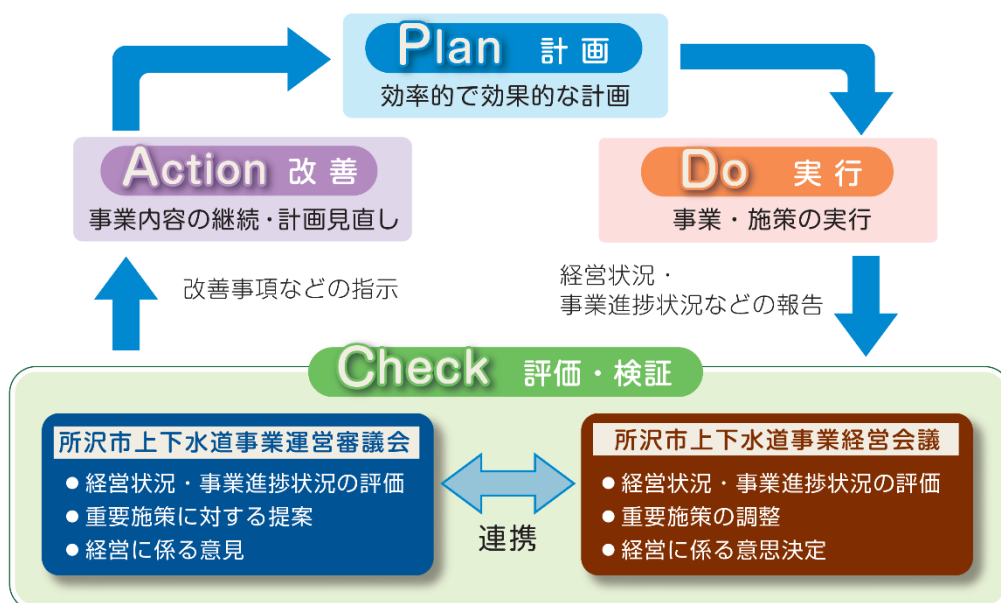 Plan 計画
効率的で効果的な計画
Action 改善
事業内容の継続・計画見直し
Do 実行
事業・施策の実行
改善事項などの指示
経営状況・
事業進捗状況などの報告
Check 評価・検証
所沢市上下水道事業運営審議会
● 経営状況・事業進捗状況の評価
● 重要施策に対する提案
● 経営に係る意見
連携
所沢市上下水道事業経営会議
● 経営状況・事業進捗状況の評価
● 重要施策の調整
● 経営に係る意思決定